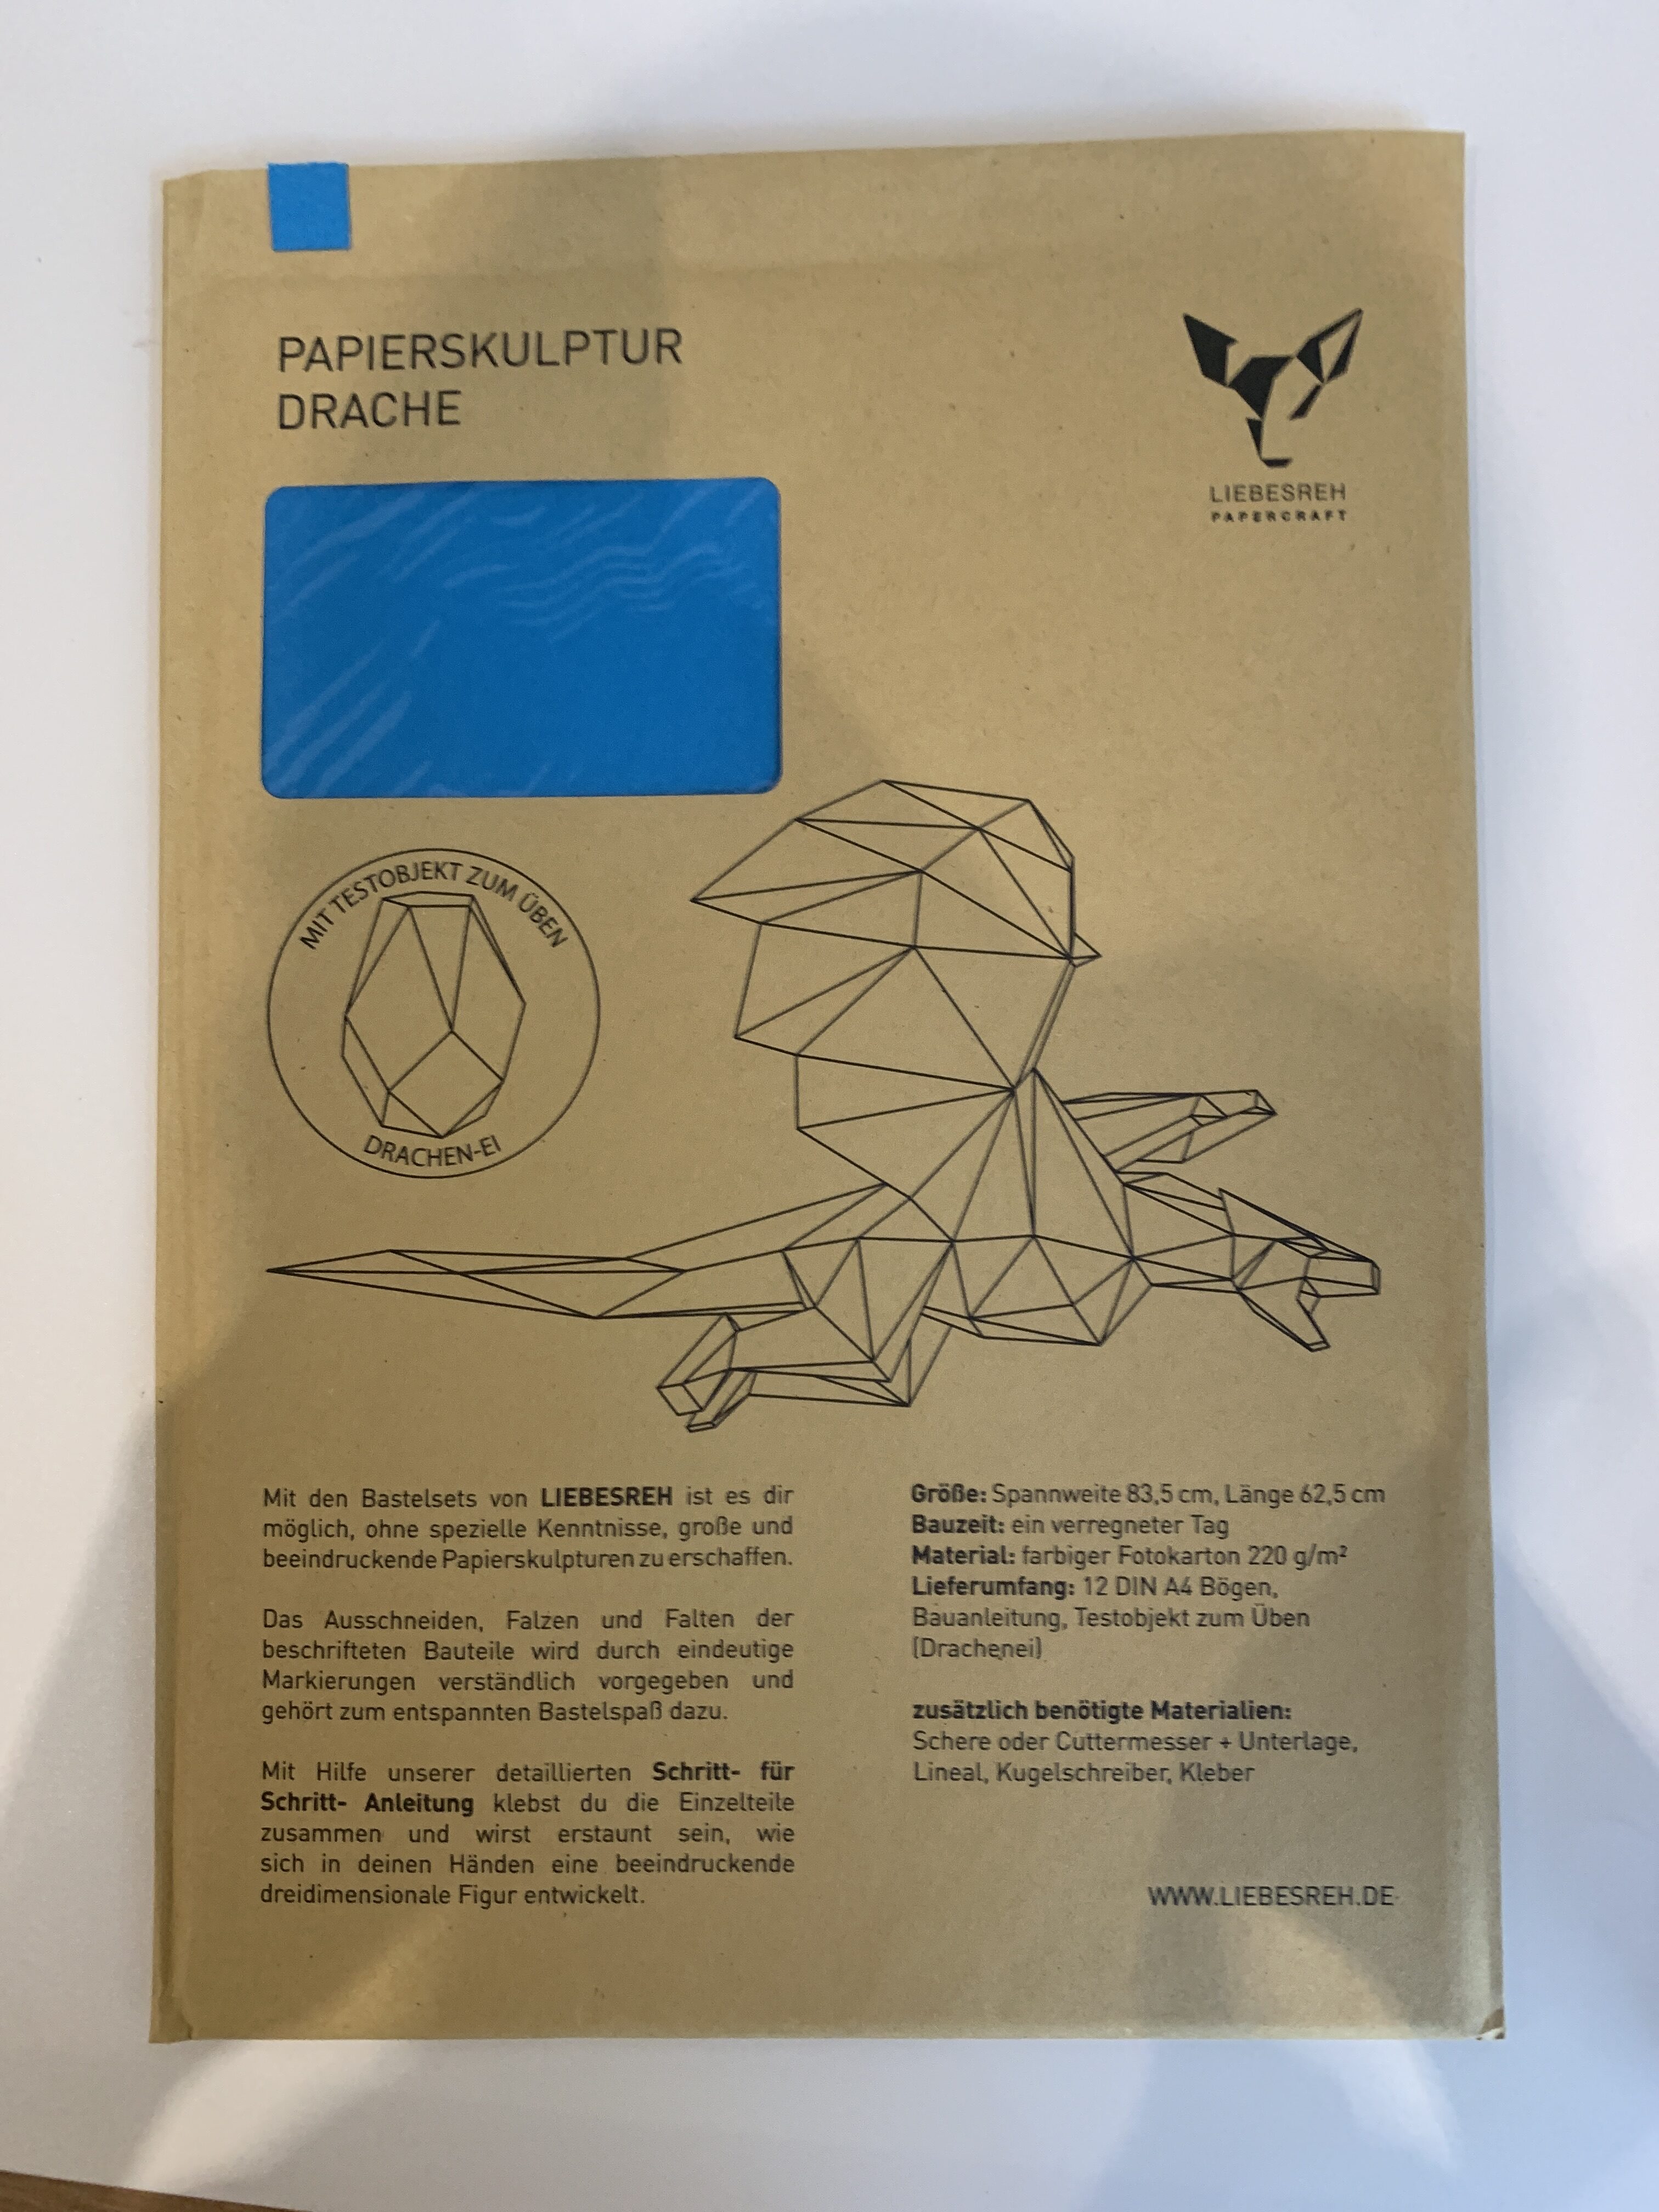 PAPIERSKULPTUR
DRACHE
LIEBESREH
PAPERCRAFT
MIT TESTOBJEKT ZUM ÜBEN
DRACHEN-EI
Mit den Bastelsets von LIEBESREH ist es dir
möglich, ohne spezielle Kenntnisse, große und
beeindruckende Papierskulpturen zu erschaffen.
Das Ausschneiden, Falzen und Falten der
beschrifteten Bauteile wird durch eindeutige
Markierungen verständlich vorgegeben und
gehört zum entspannten Bastelspaß dazu.
Mit Hilfe unserer detaillierten Schritt- für
Schritt- Anleitung klebst du die Einzelteile
zusammen und wirst erstaunt sein, wie
sich in deinen Händen eine beeindruckende
dreidimensionale Figur entwickelt.
Größe: Spannweite 83,5 cm, Länge 62,5 cm
Bauzeit: ein verregneter Tag
Material: farbiger Fotokarton 220 g/m²
Lieferumfang: 12 DIN A4 Bögen,
Bauanleitung, Testobjekt zum Üben
(Drachenei)
zusätzlich benötigte Materialien:
Schere oder Cuttermesser + Unterlage,
Lineal, Kugelschreiber, Kleber
WWW.LIEBESREH.DE